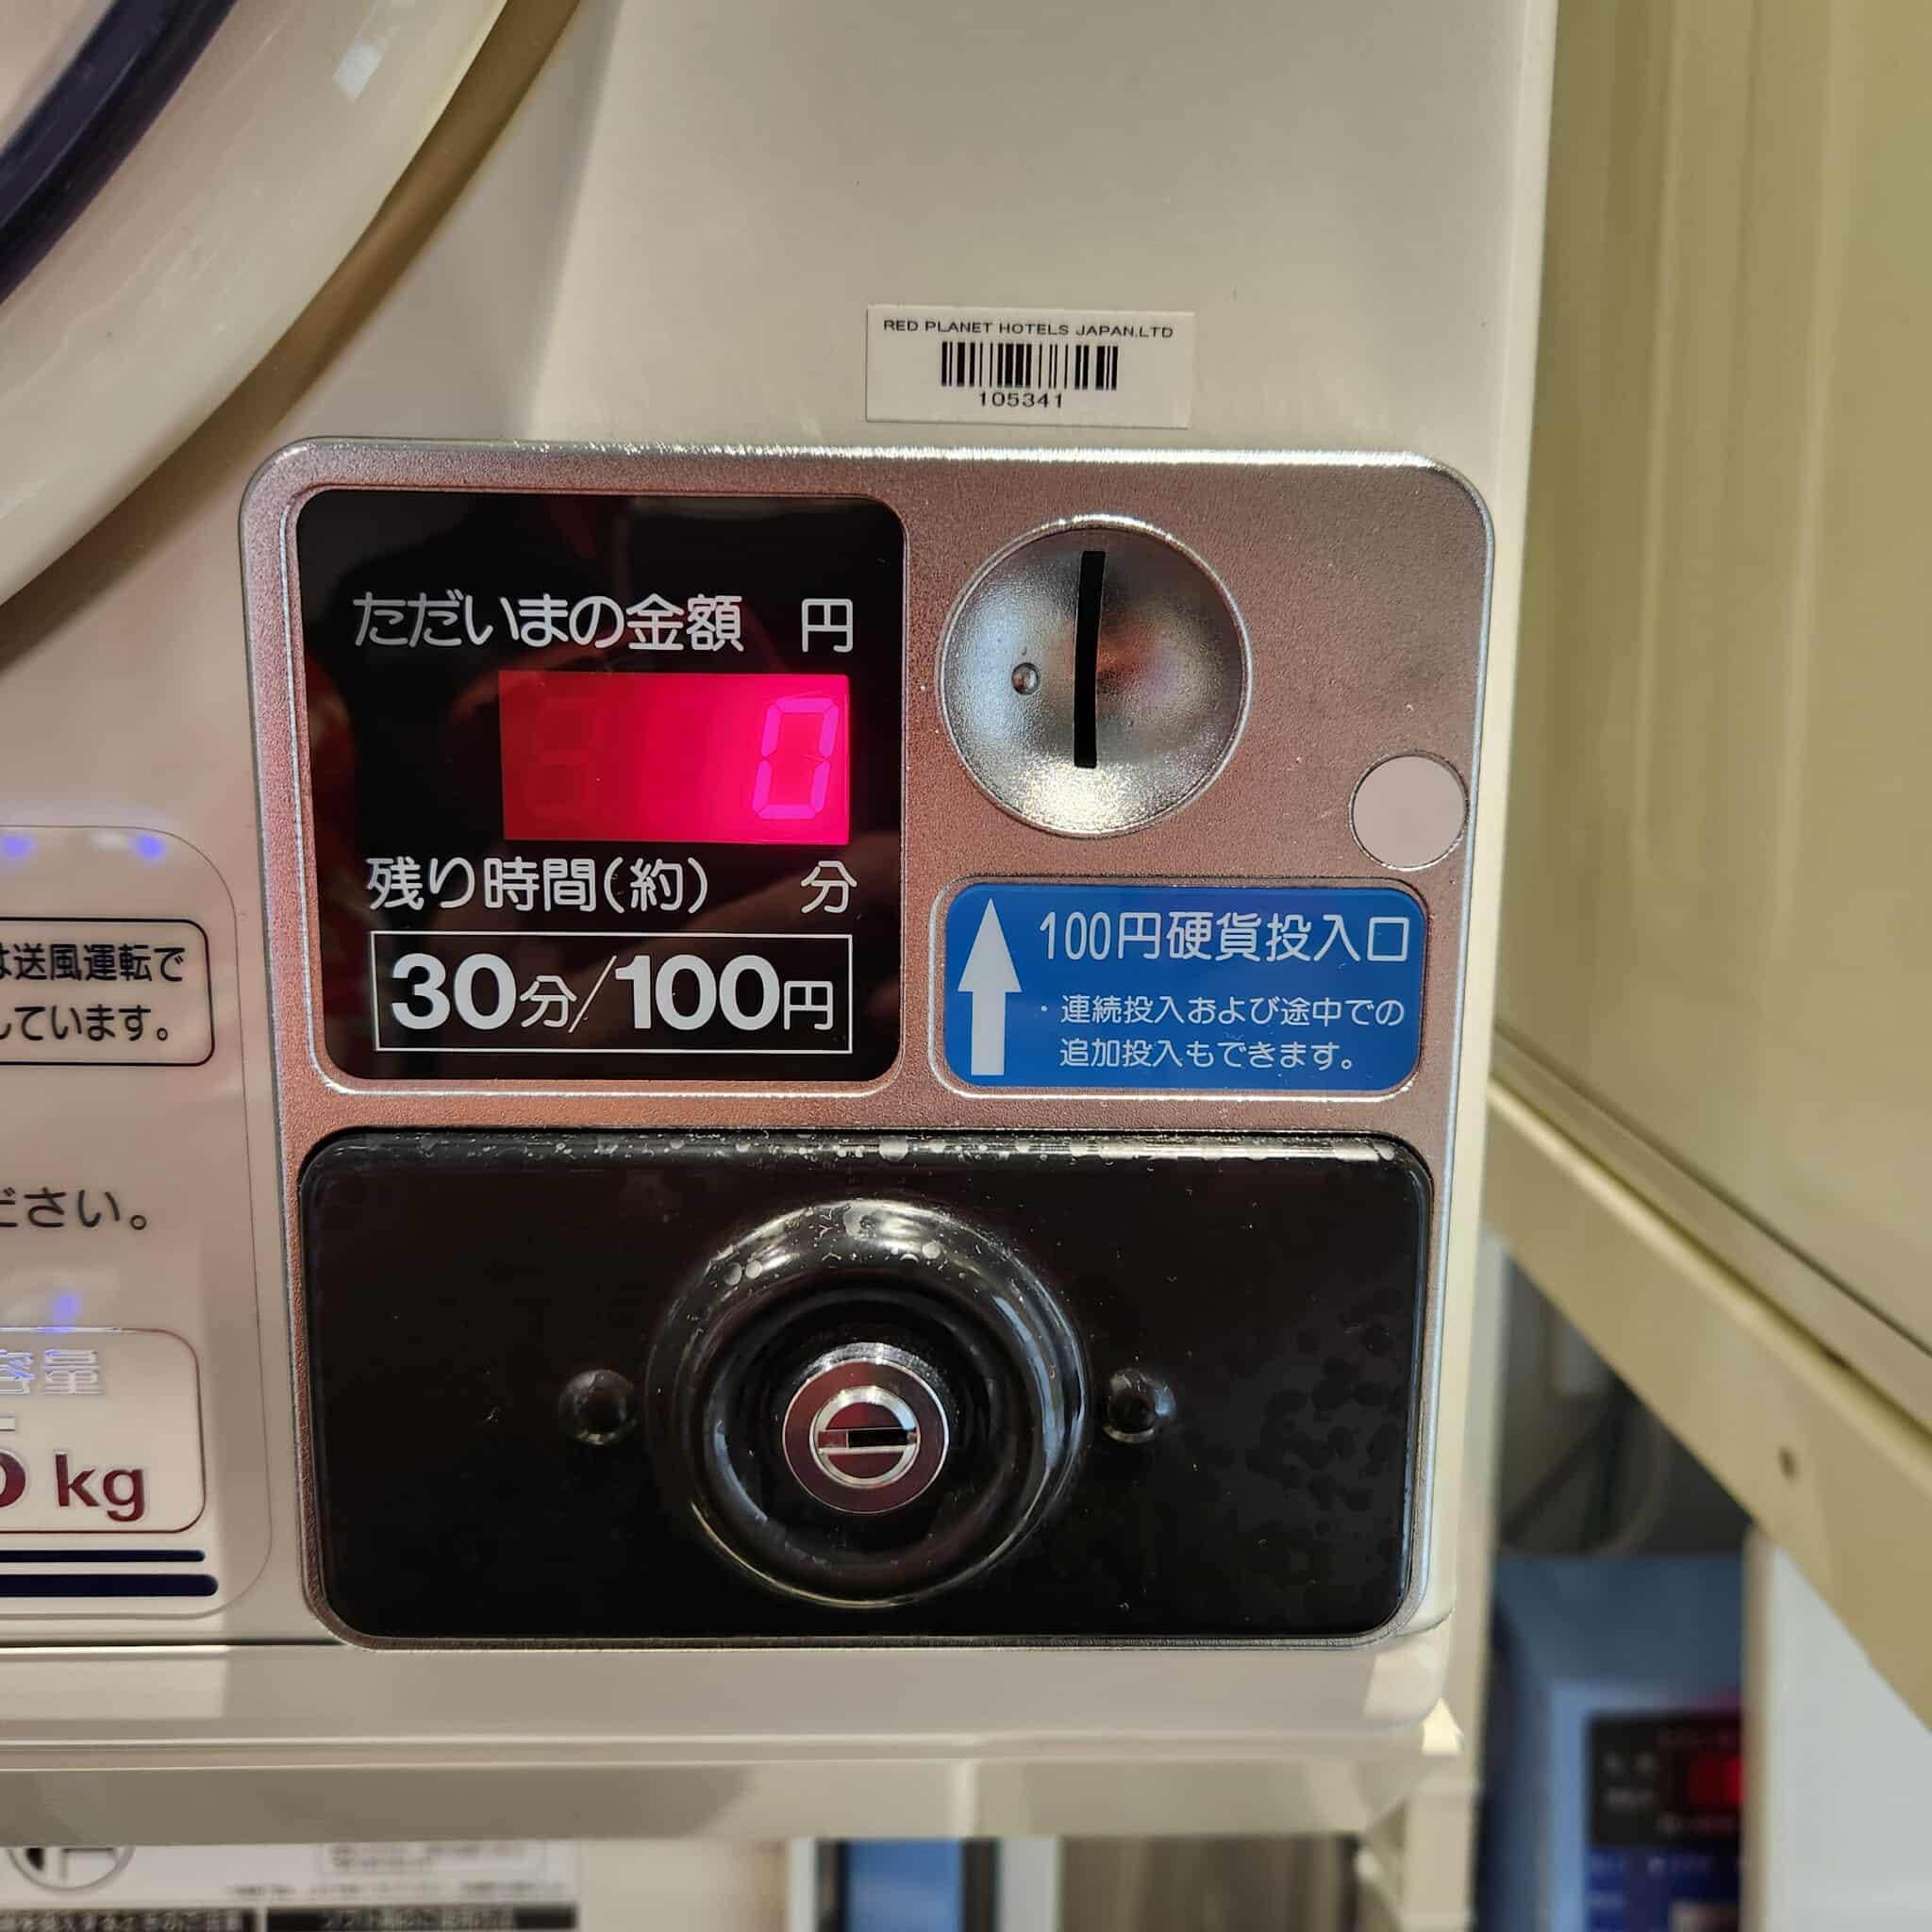 RED PLANET HOTELS JAPAN.LTD
105341
ただいまの金額 円
0
残り時間(約) 分
30分/100円
100円硬貨投入口
・連続投入および途中での
追加投入もできます。
送風運転で
しています。
ださい。
容量
kg